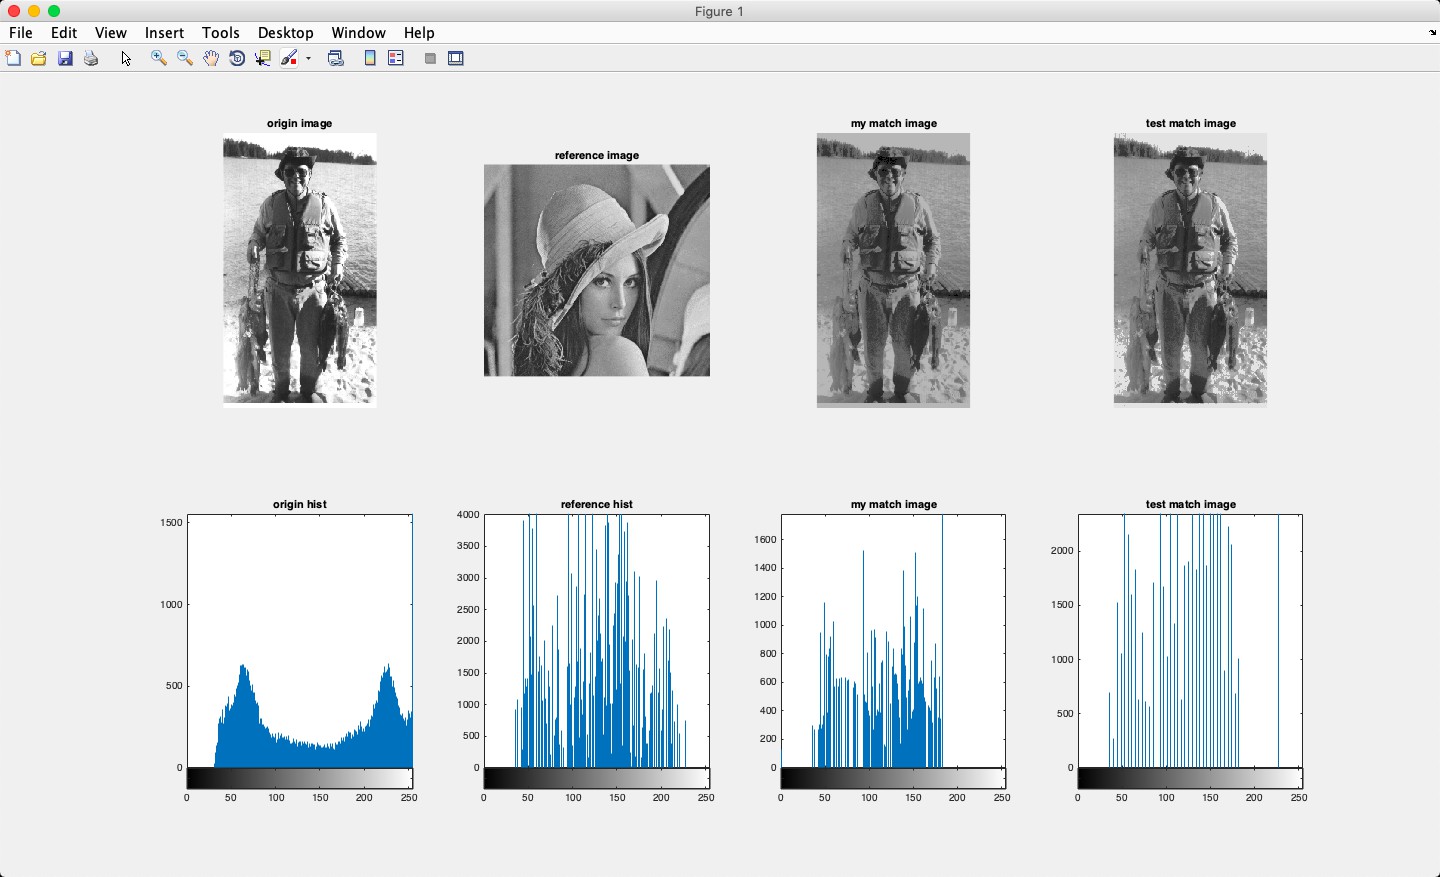 Figure 1
File Edit View Insert Tools Desktop Window Help
origin image
reference image
my match image
test match image
origin hist
1500
1000
500
0
0 50 100 150 200 250
reference hist
4000
3500
3000
2500
2000
1500
1000
500
0
0 50 100 150 200 250
my match image
1600
1400
1200
1000
800
600
400
200
0
0 50 100 150 200 250
test match image
2000
1500
1000
500
0
0 50 100 150 200 250